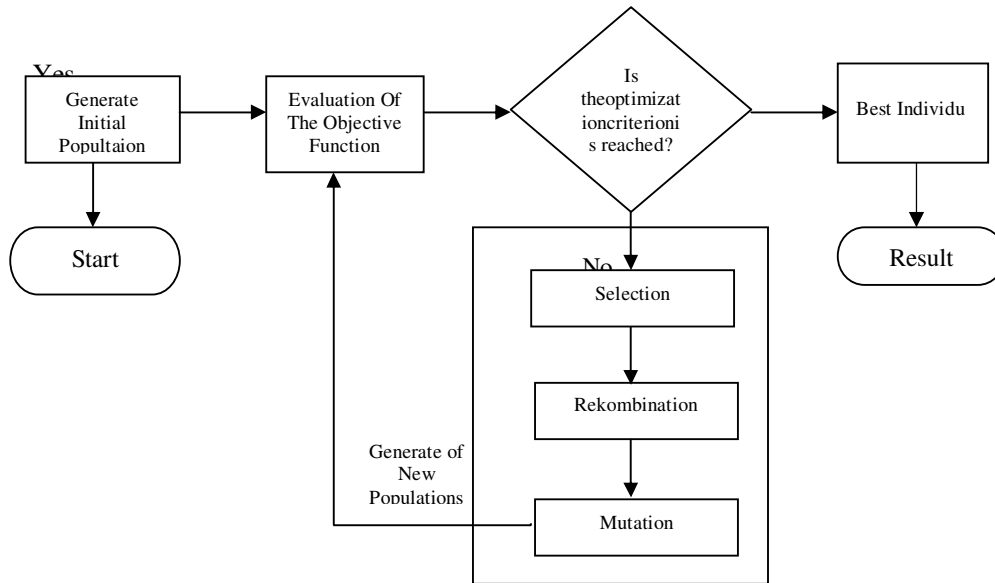 Yes
Generate
Initial
Popultaion
Start
Evaluation Of
The Objective
Function
Is
theoptimizat
ioncriterioni
s reached?
Best Individu
Result
No
Selection
Rekombination
Mutation
Generate of
New
Populations